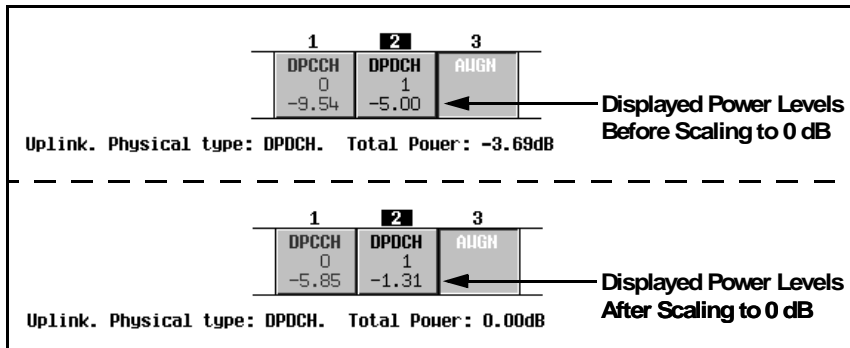 1 2 3
DPCCH DPDCH AWGN
0 1
-9.54 -5.00
Displayed Power Levels
Before Scaling to 0 dB
Uplink. Physical type: DPDCH. Total Power: -3.69dB
1 2 3
DPCCH DPDCH AWGN
0 1
-5.85 -1.31
Displayed Power Levels
After Scaling to 0 dB
Uplink. Physical type: DPDCH. Total Power: 0.00dB